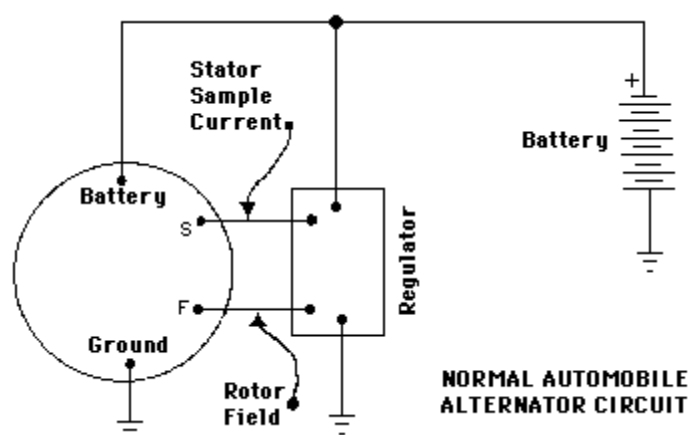 Stator
Sample
Current
+
Battery
Battery
S
Regulator
F
Ground
Rotor
Field
NORMAL AUTOMOBILE
ALTERNATOR CIRCUIT